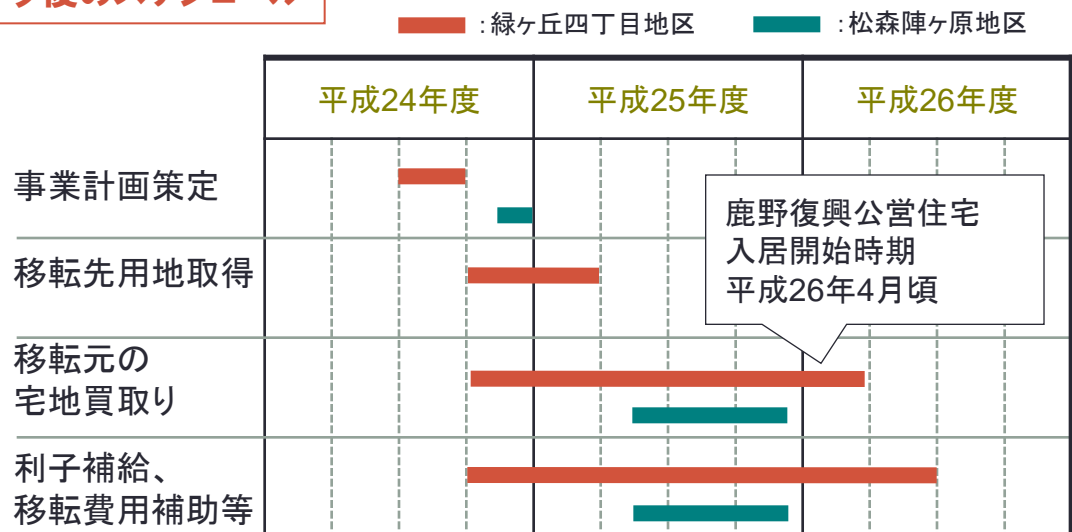 今後のスケジュール
:緑ヶ丘四丁目地区
:松森陣ヶ原地区
平成24年度
平成25年度
平成26年度
事業計画策定
鹿野復興公営住宅
入居開始時期
平成26年4月頃
移転先用地取得
移転元の
宅地買取り
利子補給、
移転費用補助等